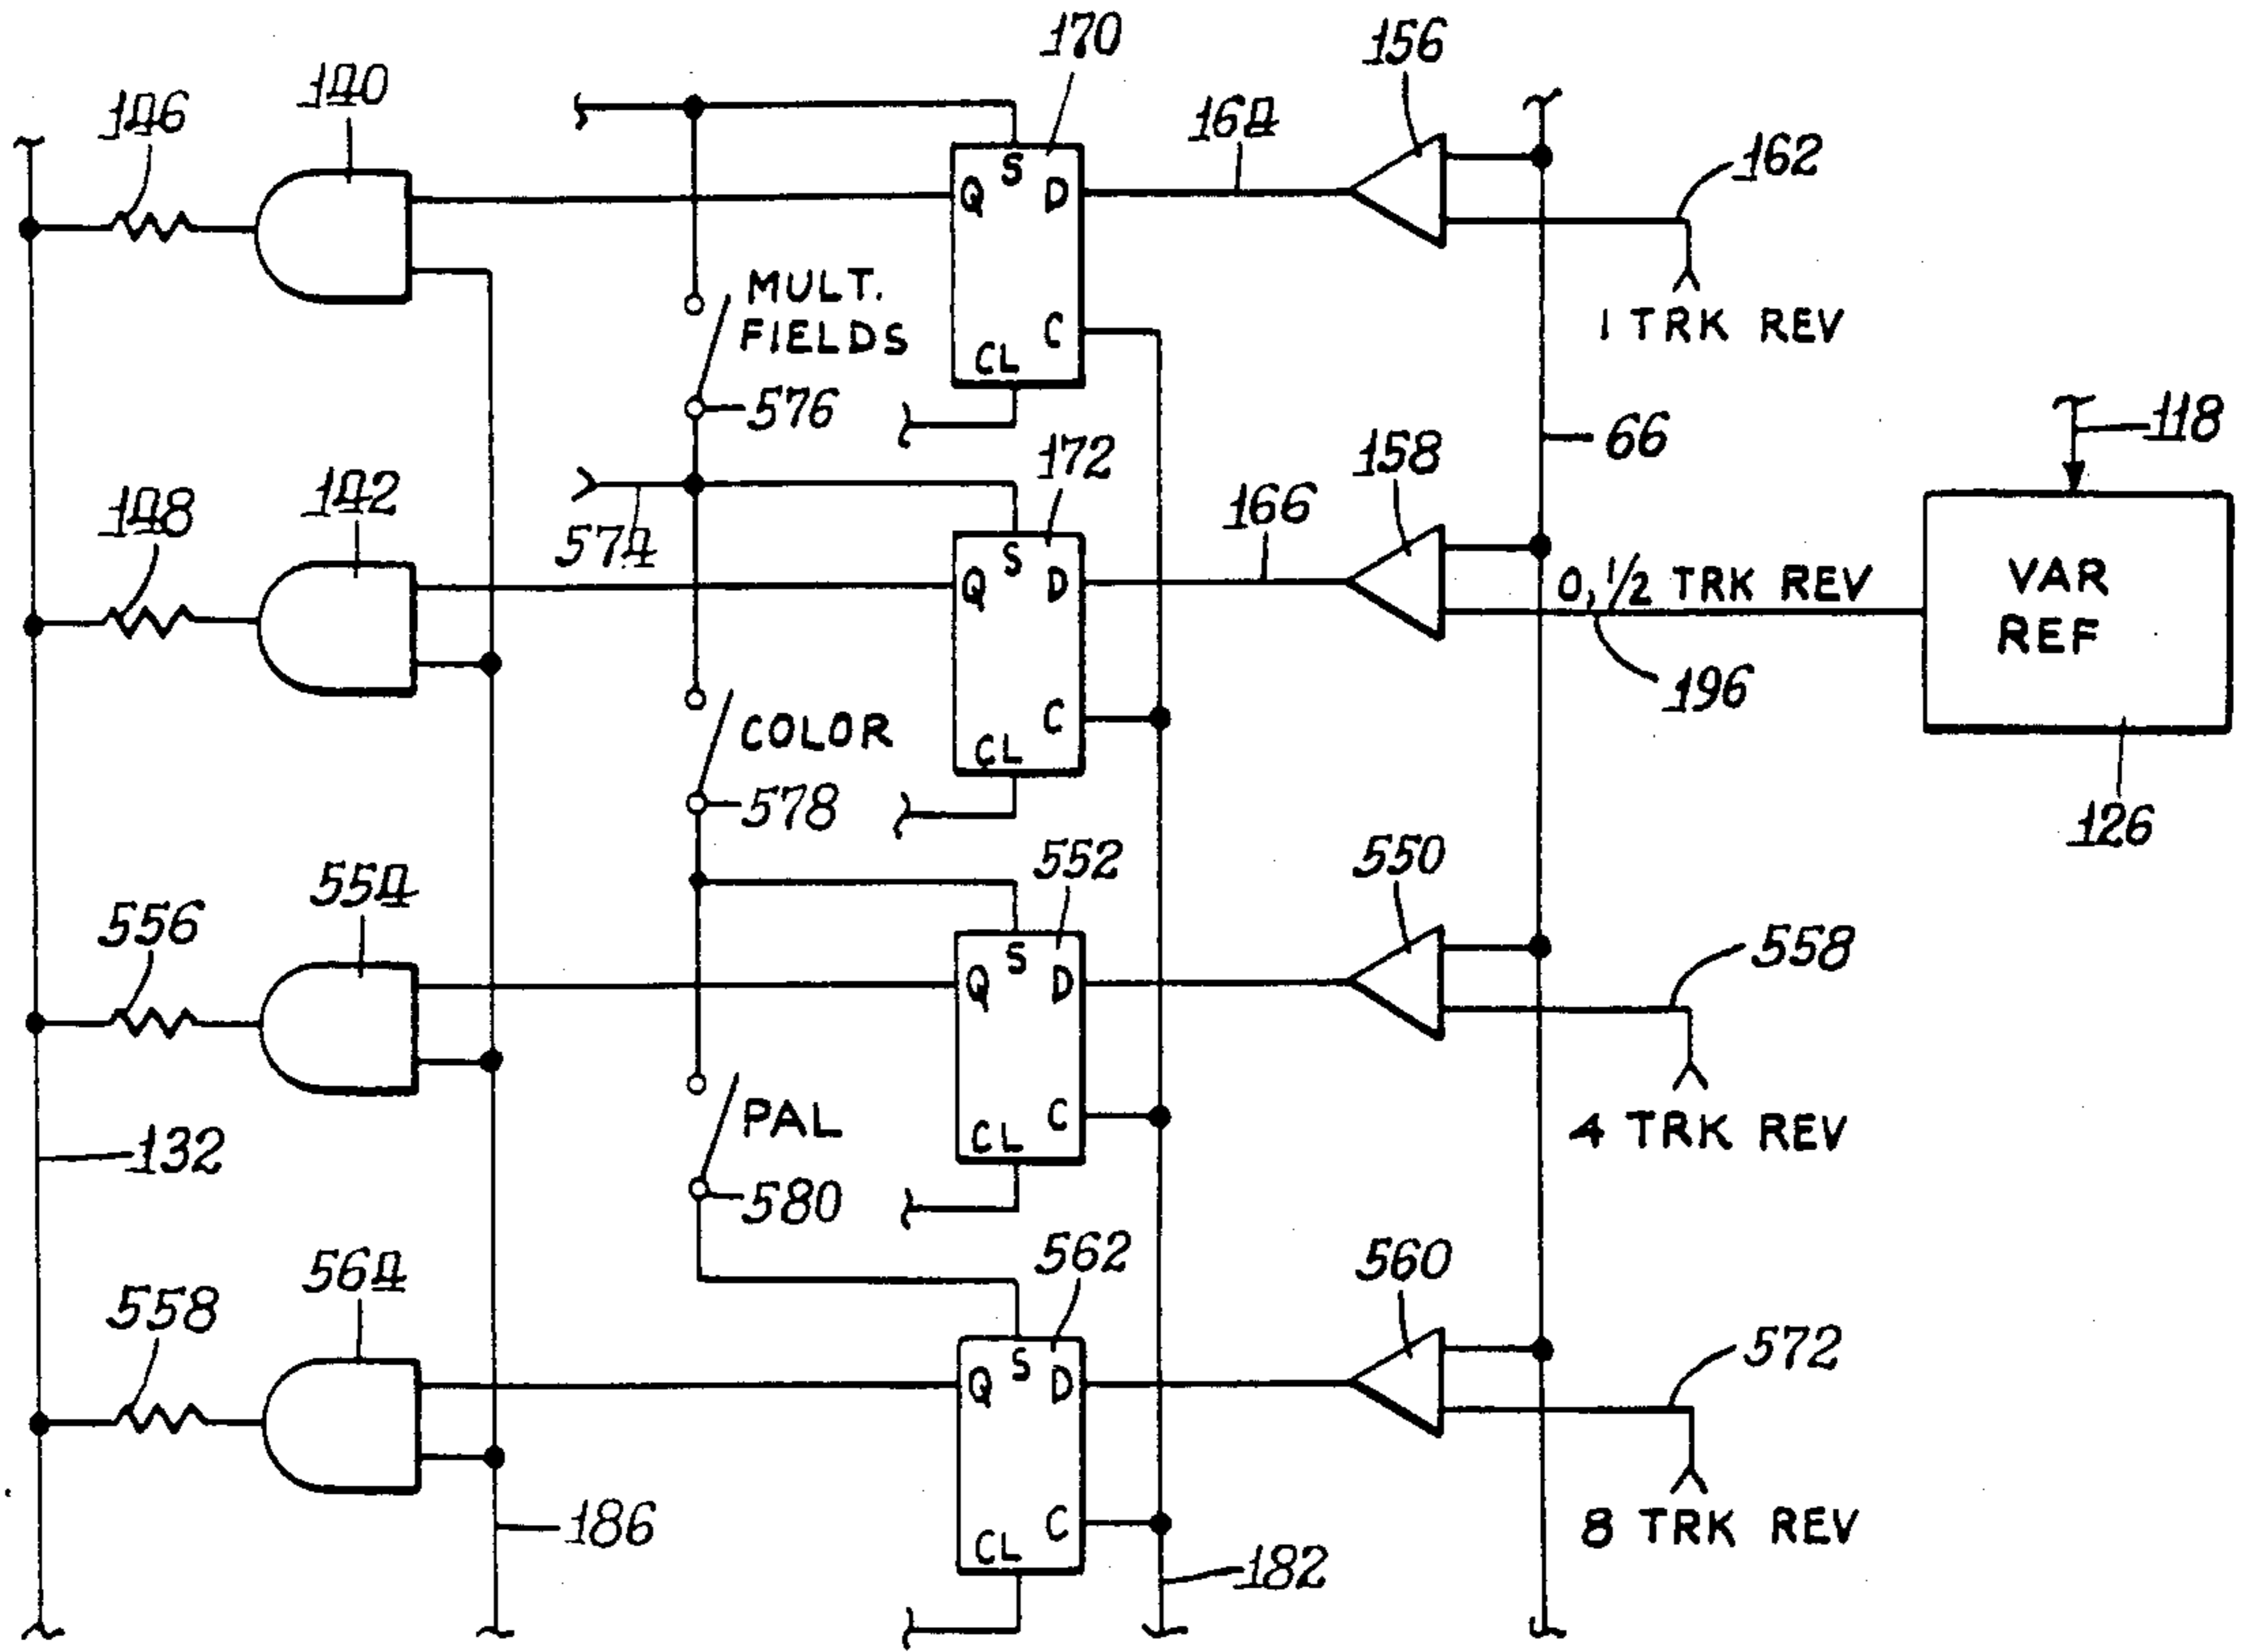 170
156
140
146
164
162
S
Q
D
MULT.
FIELDS
C
CL
1 TRK REV
576
118
66
172
158
142
148
166
574
S
Q
D
0, 1/2 TRK REV
VAR
REF
196
COLOR
C
CL
578
126
552
550
554
556
558
S
Q
D
PAL
C
CL
4 TRK REV
132
580
562
560
564
558
572
S
Q
D
8 TRK REV
186
C
CL
182